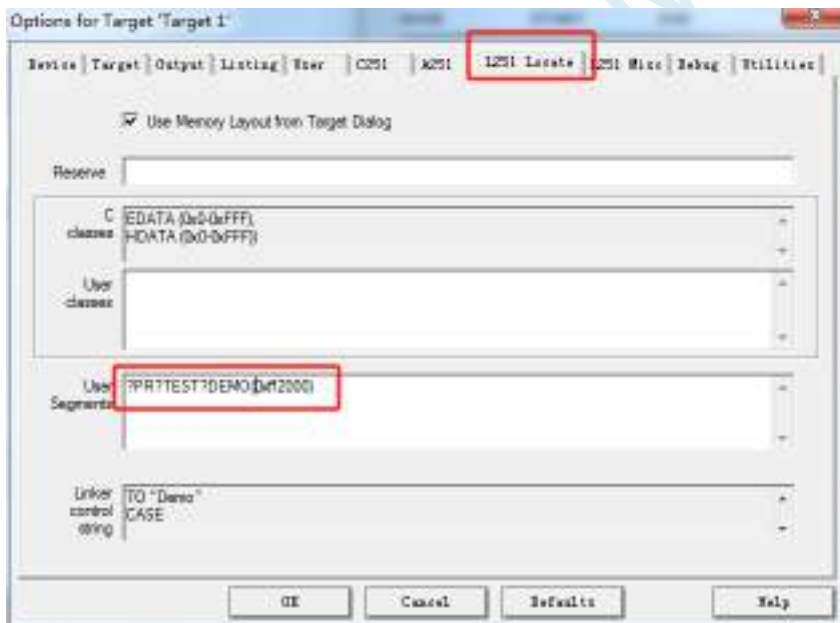 Options for Target 'Target 1'
Device Target Output Listing User C251 A251 L251 Locate L251 Misc Debug Utilities
Use Memory Layout from Target Dialog
Reserve
C classes
EDATA (0x0-0xFFF),
HDATA (0x0-0xFFF)
User classes
User Segments
?PR?TEST?DEMO(0xff2000)
Linker control string
TO "Demo"
CASE
OK Cancel Defaults Help